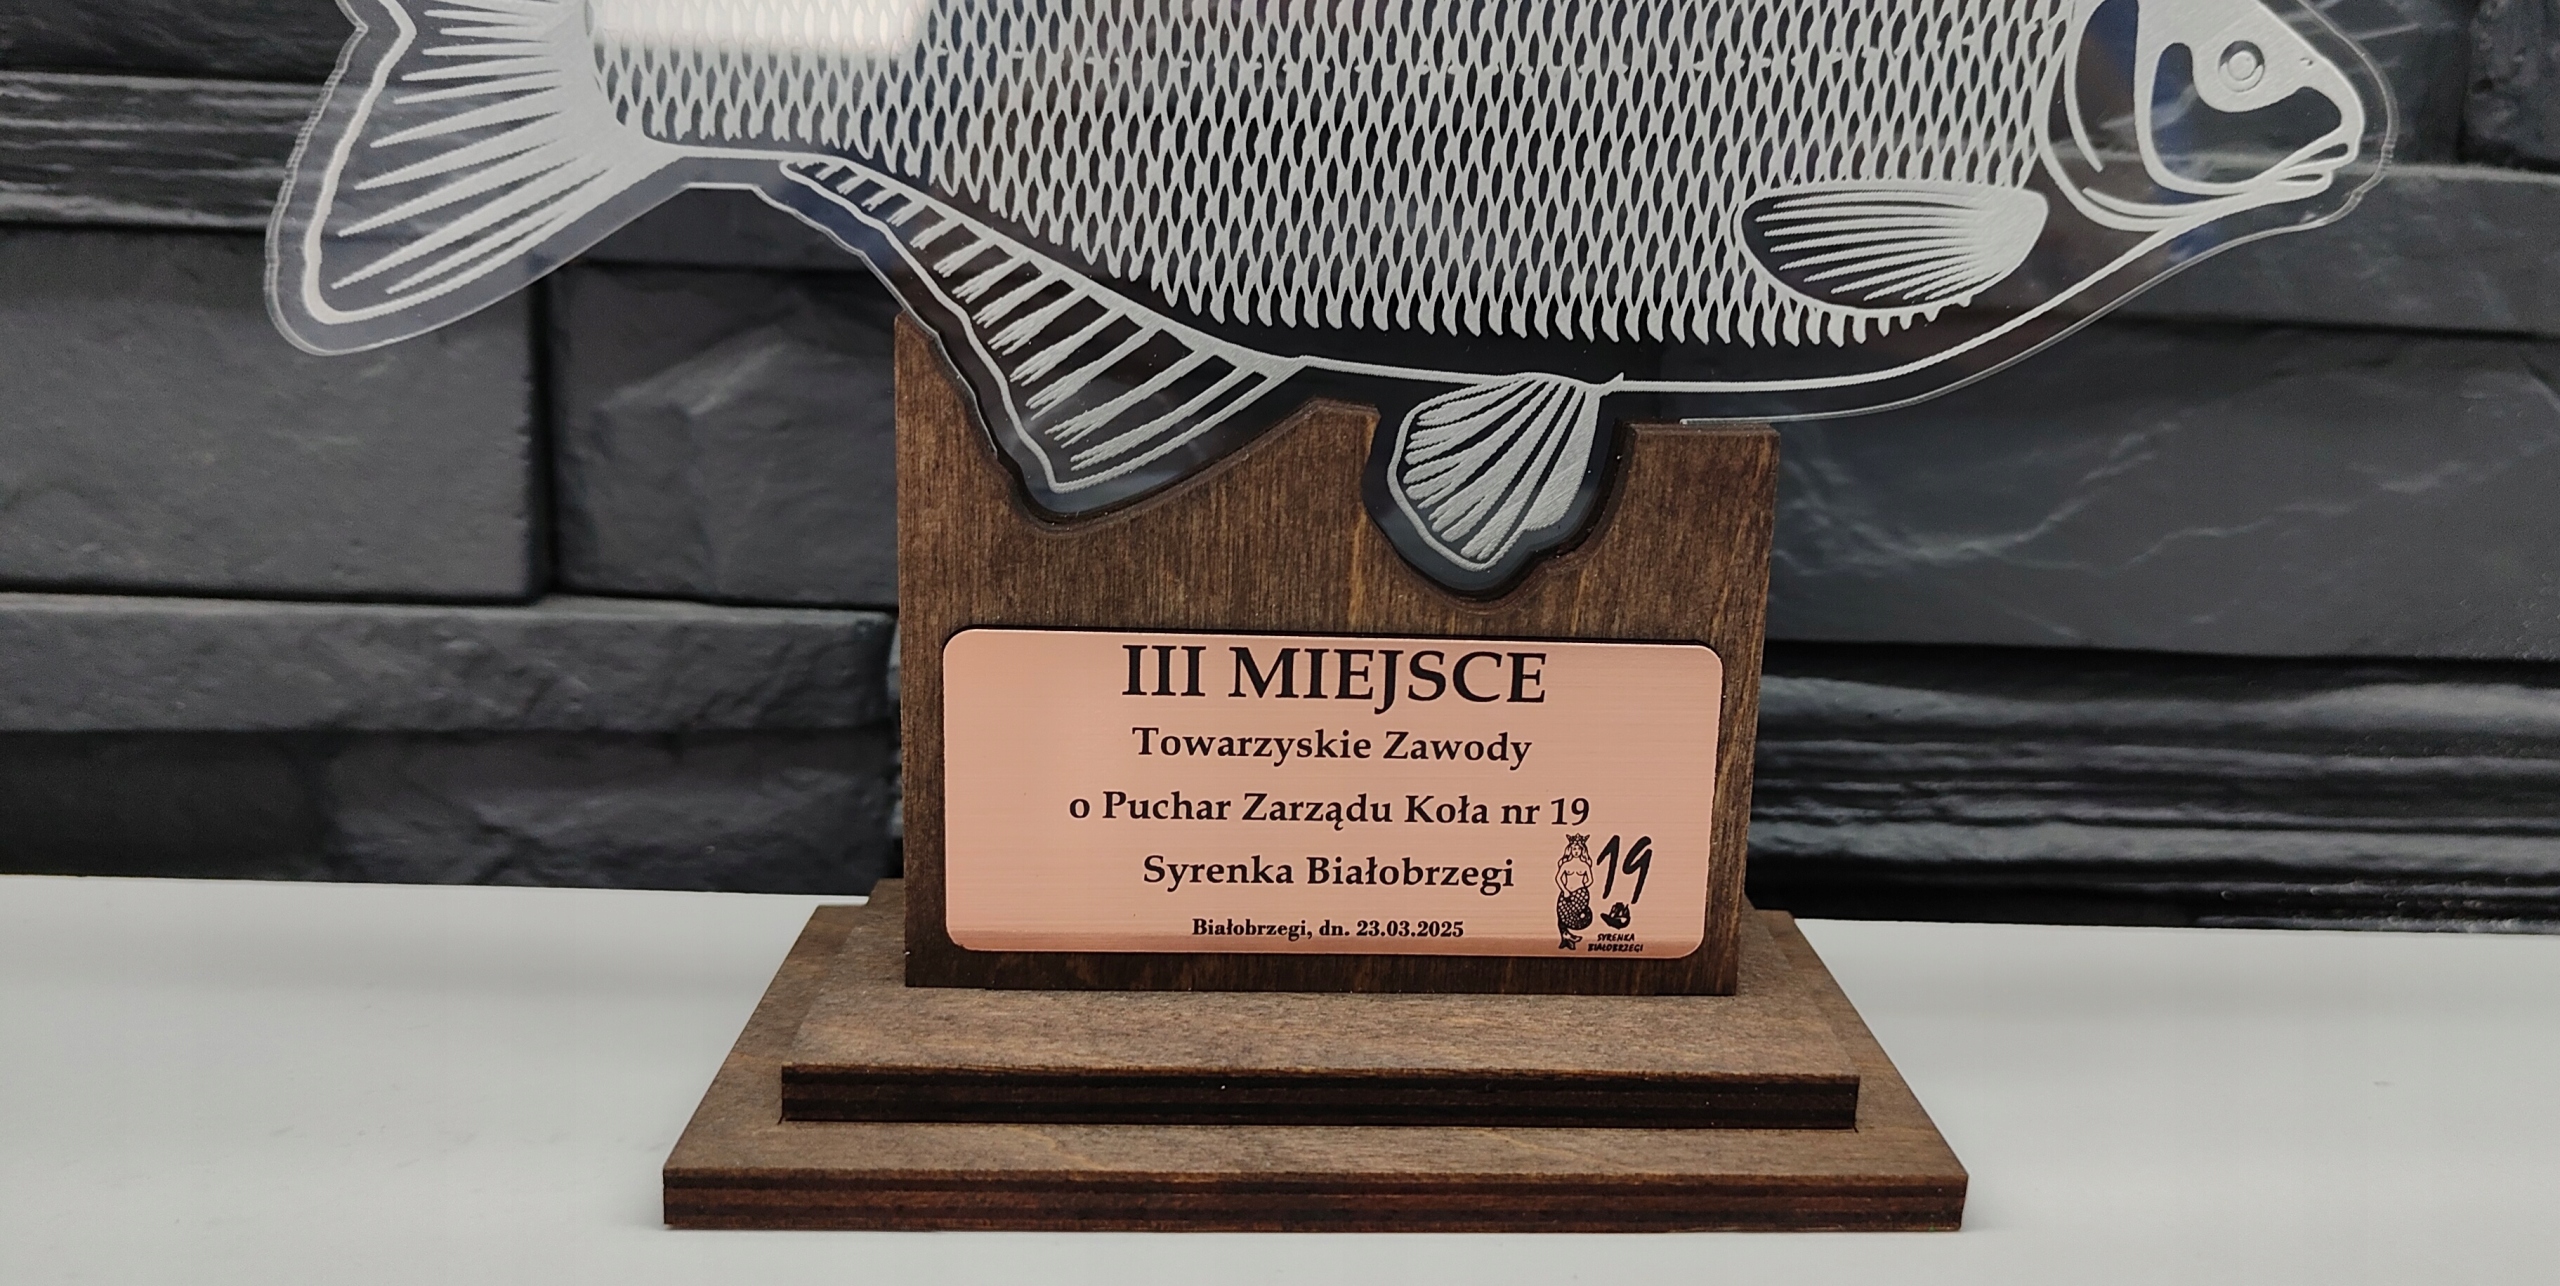 III MIEJSCE
Towarzyskie Zawody
o Puchar Zarządu Koła nr 19
Syrenka Białobrzegi
19
SYRENKA
BIAŁOBRZEGI
Białobrzegi, dn. 23.03.2025